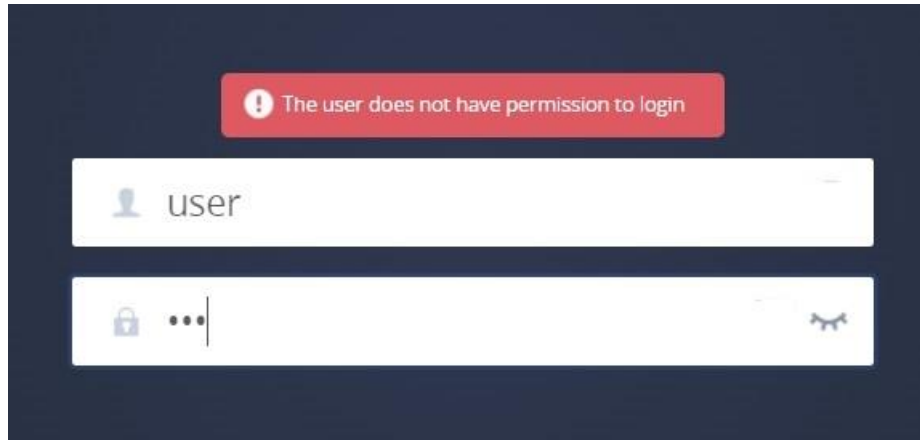 The user does not have permission to login
user
•••